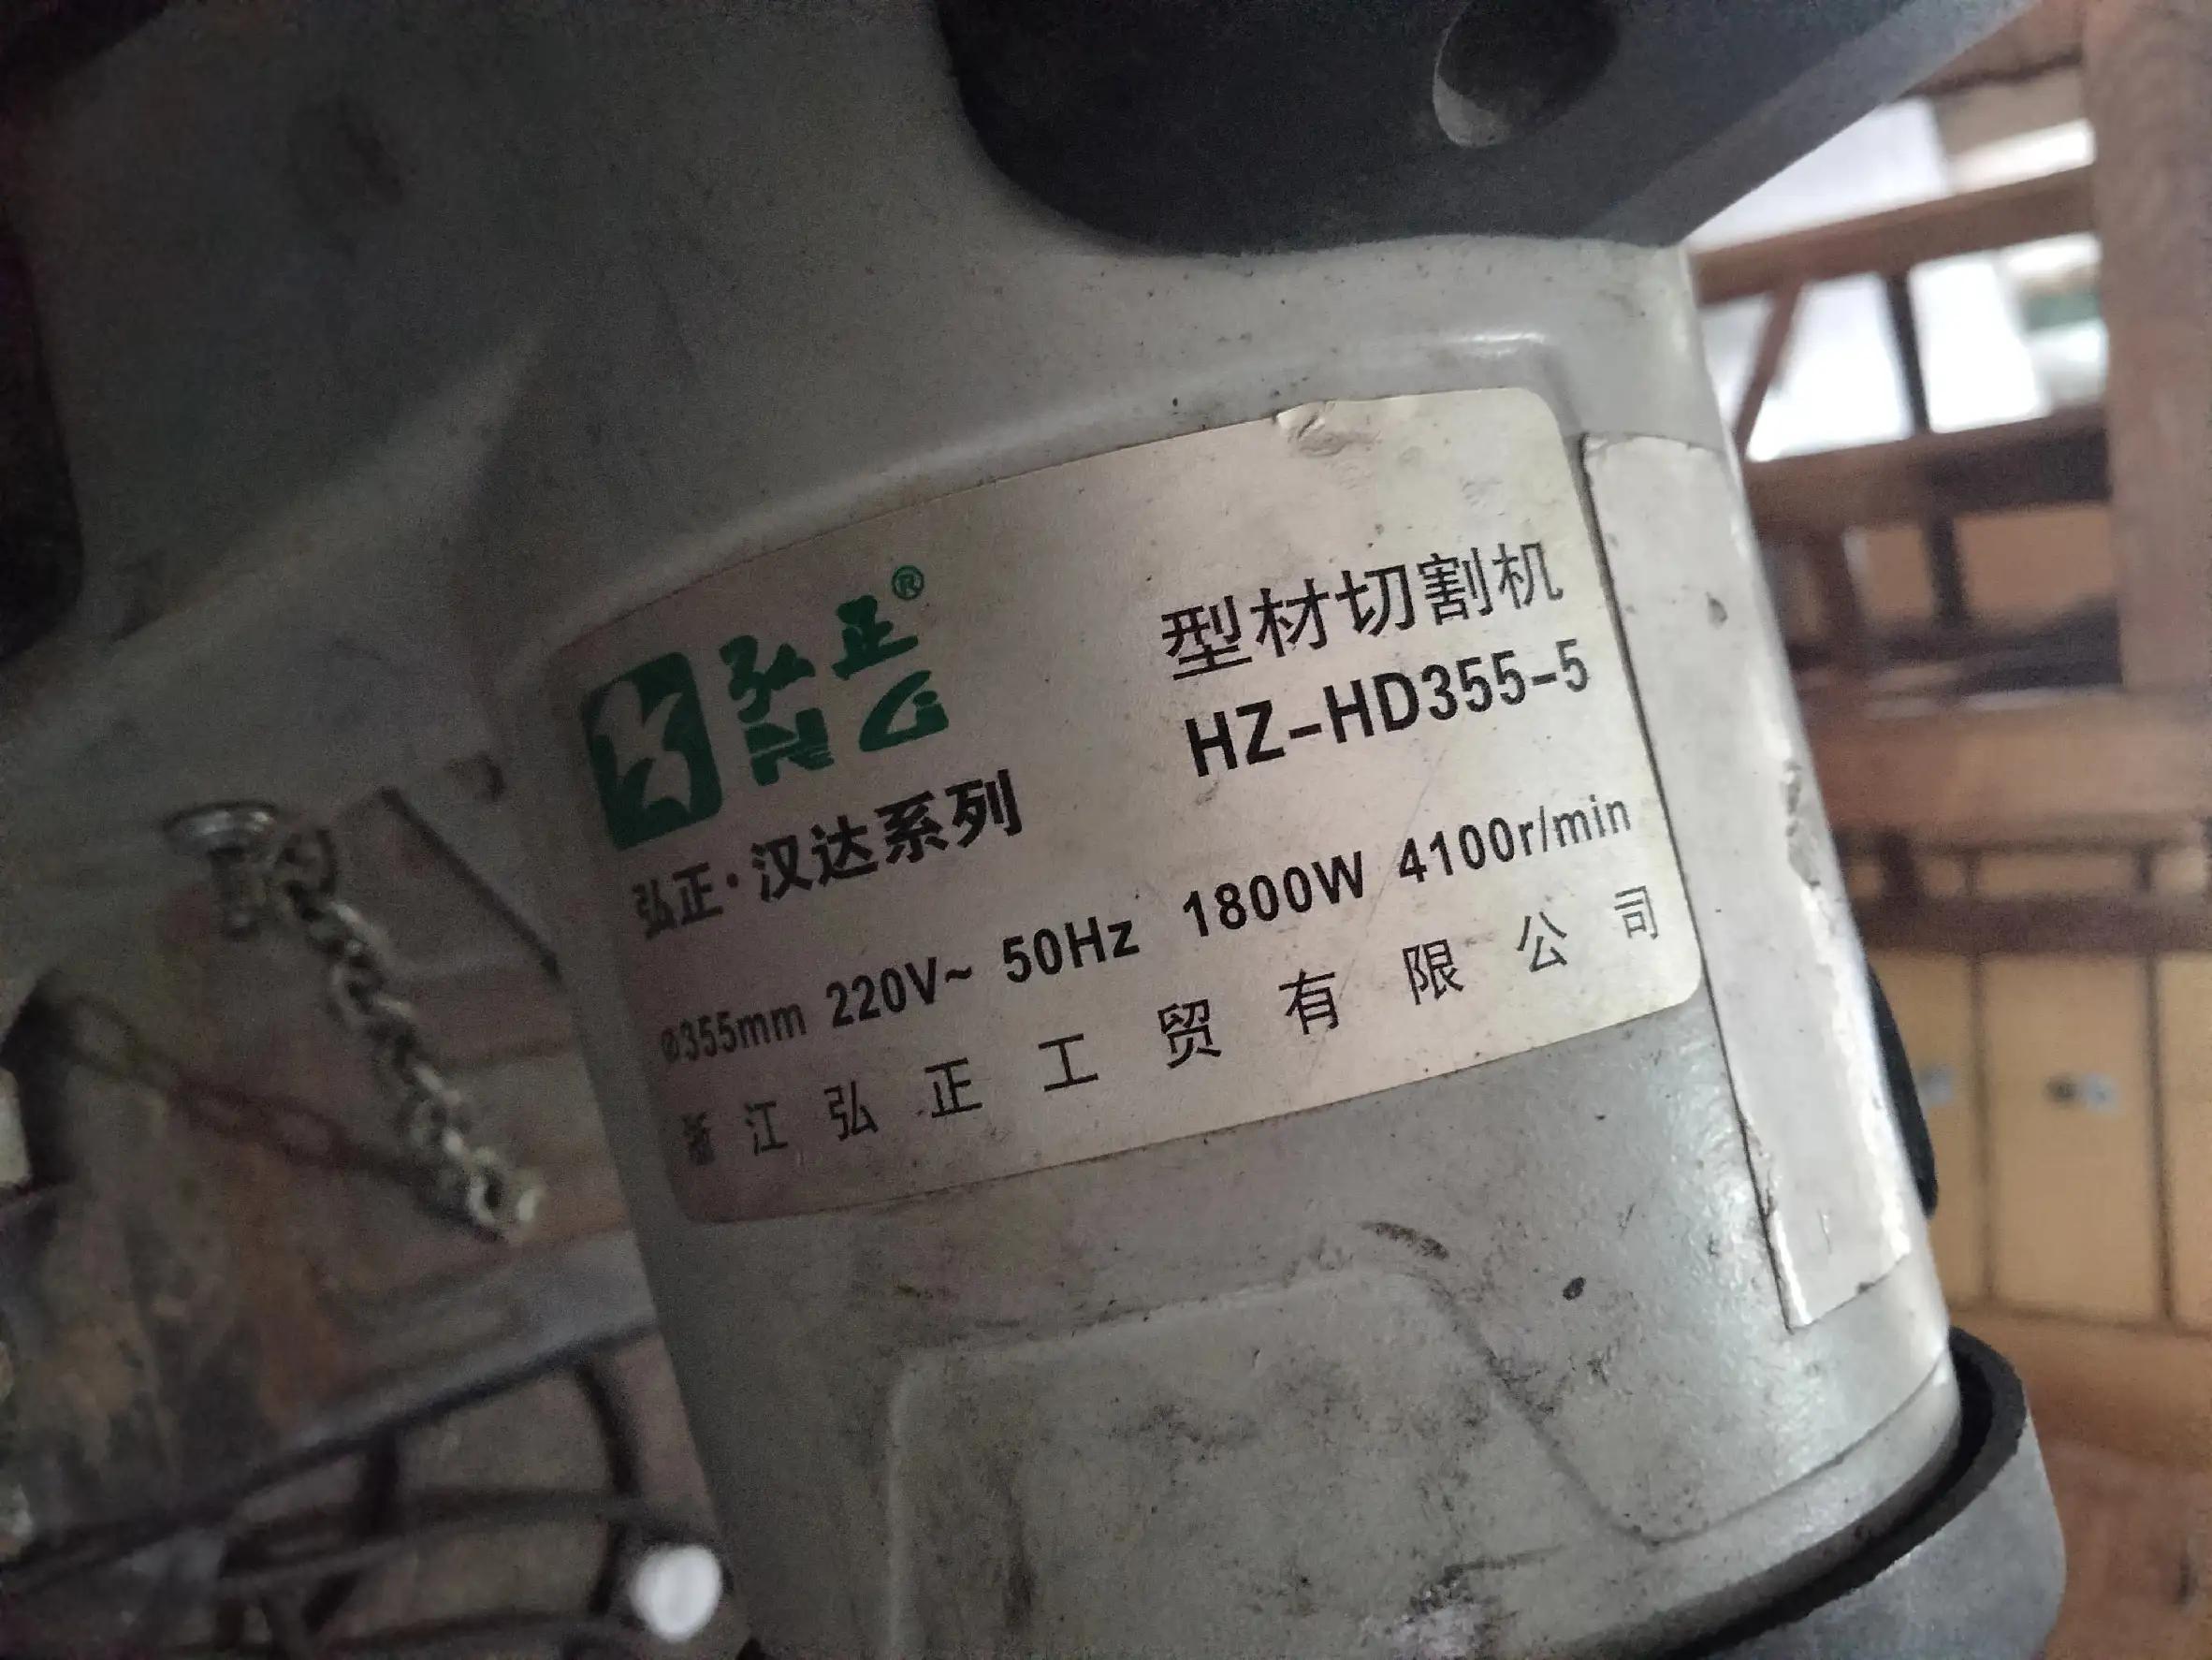 弘正®
型材切割机
HZ-HD355-5
弘正·汉达系列
ø355mm 220V~ 50Hz 1800W 4100r/min
浙江弘正工贸有限公司